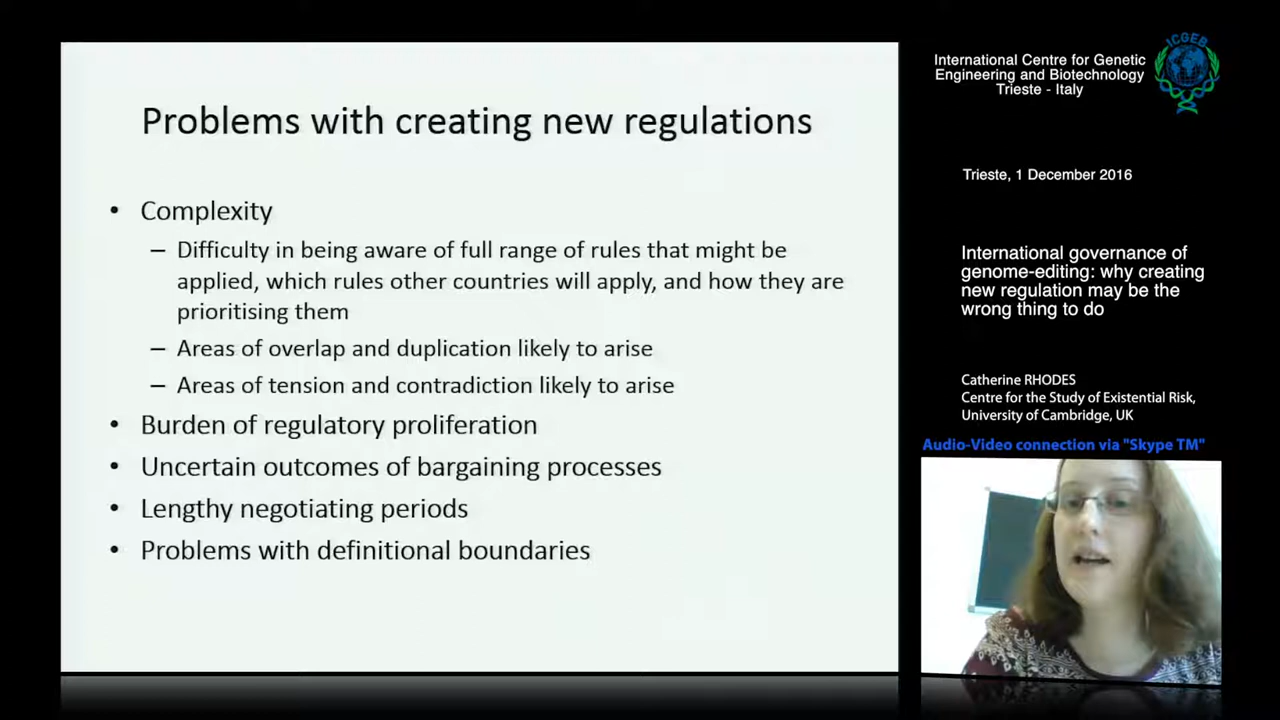 Problems with creating new regulations
• Complexity
– Difficulty in being aware of full range of rules that might be
applied, which rules other countries will apply, and how they are
prioritising them
– Areas of overlap and duplication likely to arise
– Areas of tension and contradiction likely to arise
• Burden of regulatory proliferation
• Uncertain outcomes of bargaining processes
• Lengthy negotiating periods
• Problems with definitional boundaries
International Centre for Genetic
Engineering and Biotechnology
Trieste - Italy
ICGEB
Trieste, 1 December 2016
International governance of
genome-editing: why creating
new regulation may be the
wrong thing to do
Catherine RHODES
Centre for the Study of Existential Risk,
University of Cambridge, UK
Audio-Video connection via "Skype TM"